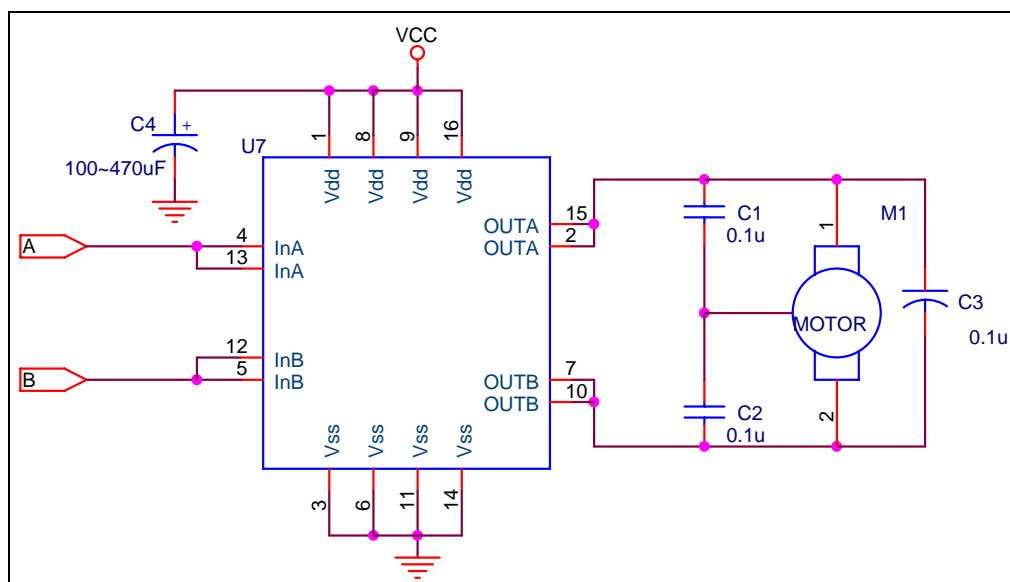 VCC
C4
+
100~470uF
U7
1
8
9
16
Vdd
Vdd
Vdd
Vdd
A
4
InA
13
InA
B
12
InB
5
InB
OUTA
15
OUTA
2
OUTB
7
OUTB
10
Vss
Vss
Vss
Vss
3
6
11
14
C1
0.1u
C2
0.1u
M1
1
MOTOR
2
C3
0.1u